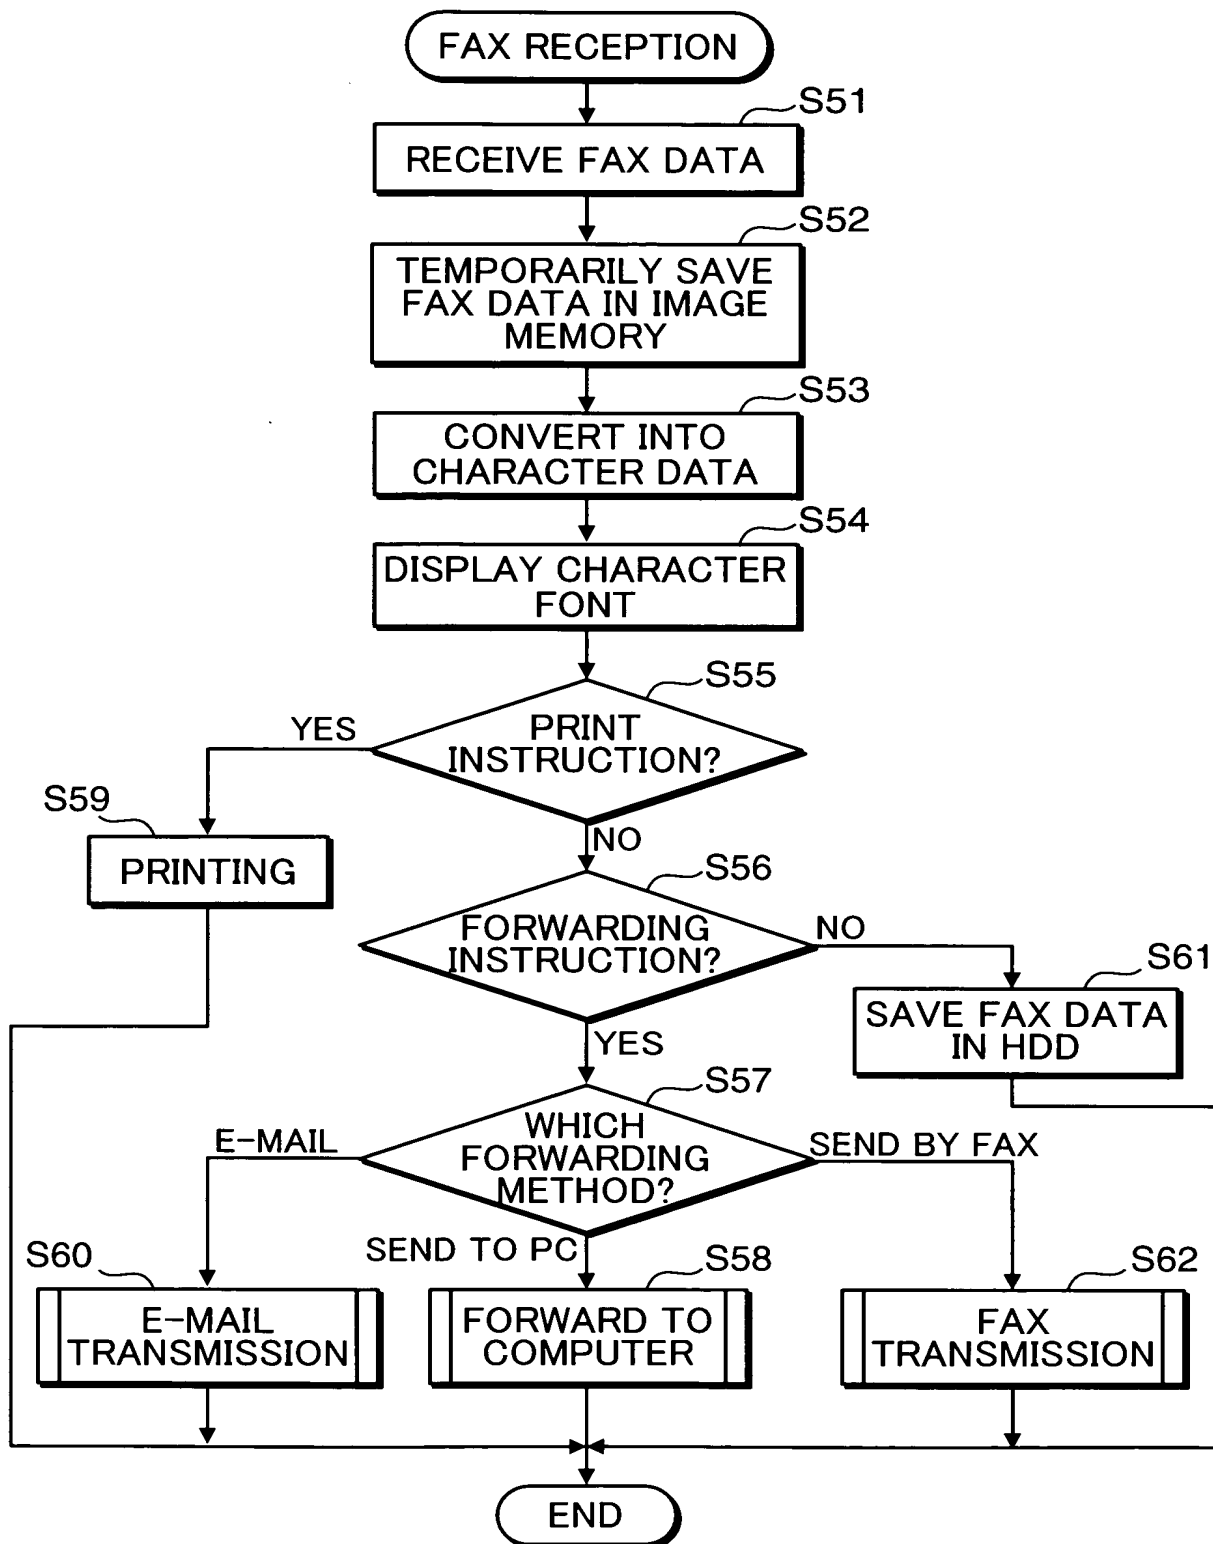 FAX RECEPTION
S51
RECEIVE FAX DATA
S52
TEMPORARILY SAVE
FAX DATA IN IMAGE
MEMORY
S53
CONVERT INTO
CHARACTER DATA
S54
DISPLAY CHARACTER
FONT
S55
YES
PRINT
INSTRUCTION?
S59
PRINTING
NO
S56
FORWARDING
INSTRUCTION?
NO
S61
SAVE FAX DATA
IN HDD
YES
S57
E-MAIL
WHICH
FORWARDING
METHOD?
SEND BY FAX
SEND TO PC
S60
E-MAIL
TRANSMISSION
S58
FORWARD TO
COMPUTER
S62
FAX
TRANSMISSION
END